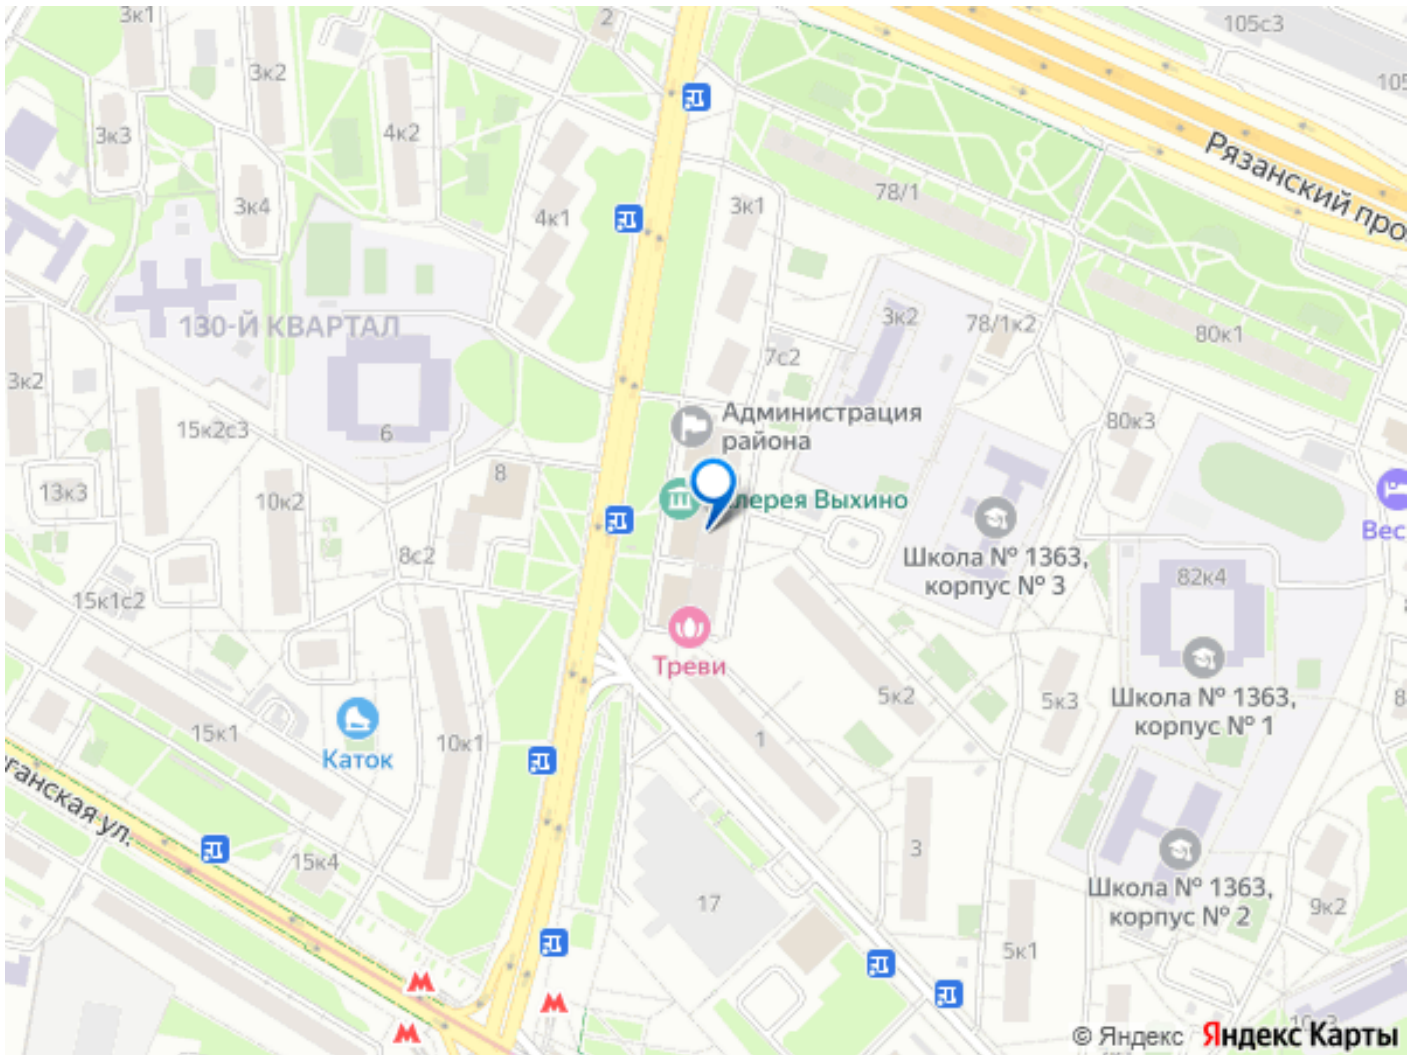 3к1
2
105с3
3к2
105
3к3
4к2
Рязанский про
78/1
3к4
4к1
3к1
130-Й КВАРТАЛ
3к2
78/1к2
80к1
7с2
3к2
Администрация
района
80к3
15к2с3
6
8
13к3
10к2
лерея Выхино
Вес
8с2
Школа № 1363,
корпус № 3
82к4
15к1с2
Треви
5к2
5к3
Школа № 1363,
корпус № 1
8
15к1
Каток
10к1
1
ганская ул.
15к4
3
Школа № 1363,
корпус № 2
17
9к2
5к1
10к3
© Яндекс Яндекс Карты